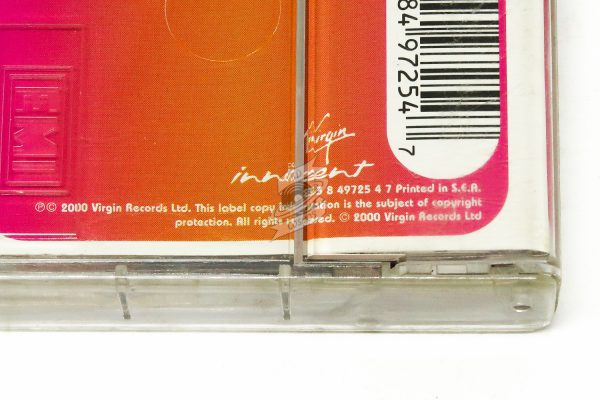 84 97254
7
EMI
Virgin
innocent
8 49725 4 7 Printed in S.E.A.
℗© 2000 Virgin Records Ltd. This label copy information is the subject of copyright
protection. All rights reserved. © 2000 Virgin Records Ltd